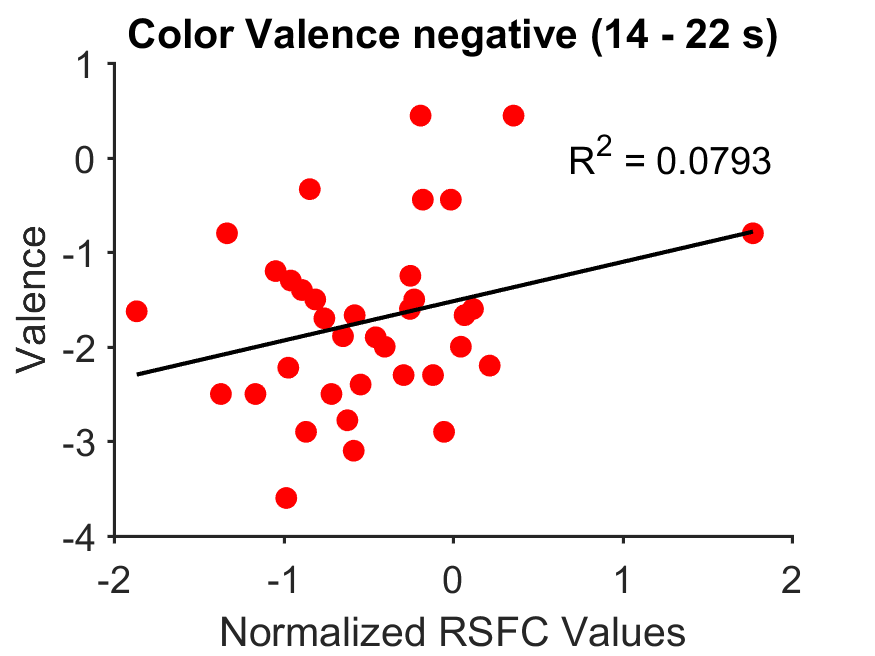 Color Valence negative (14 - 22 s)
1
0
-1
-2
-3
-4
Valence
R² = 0.0793
-2 -1 0 1 2
Normalized RSFC Values